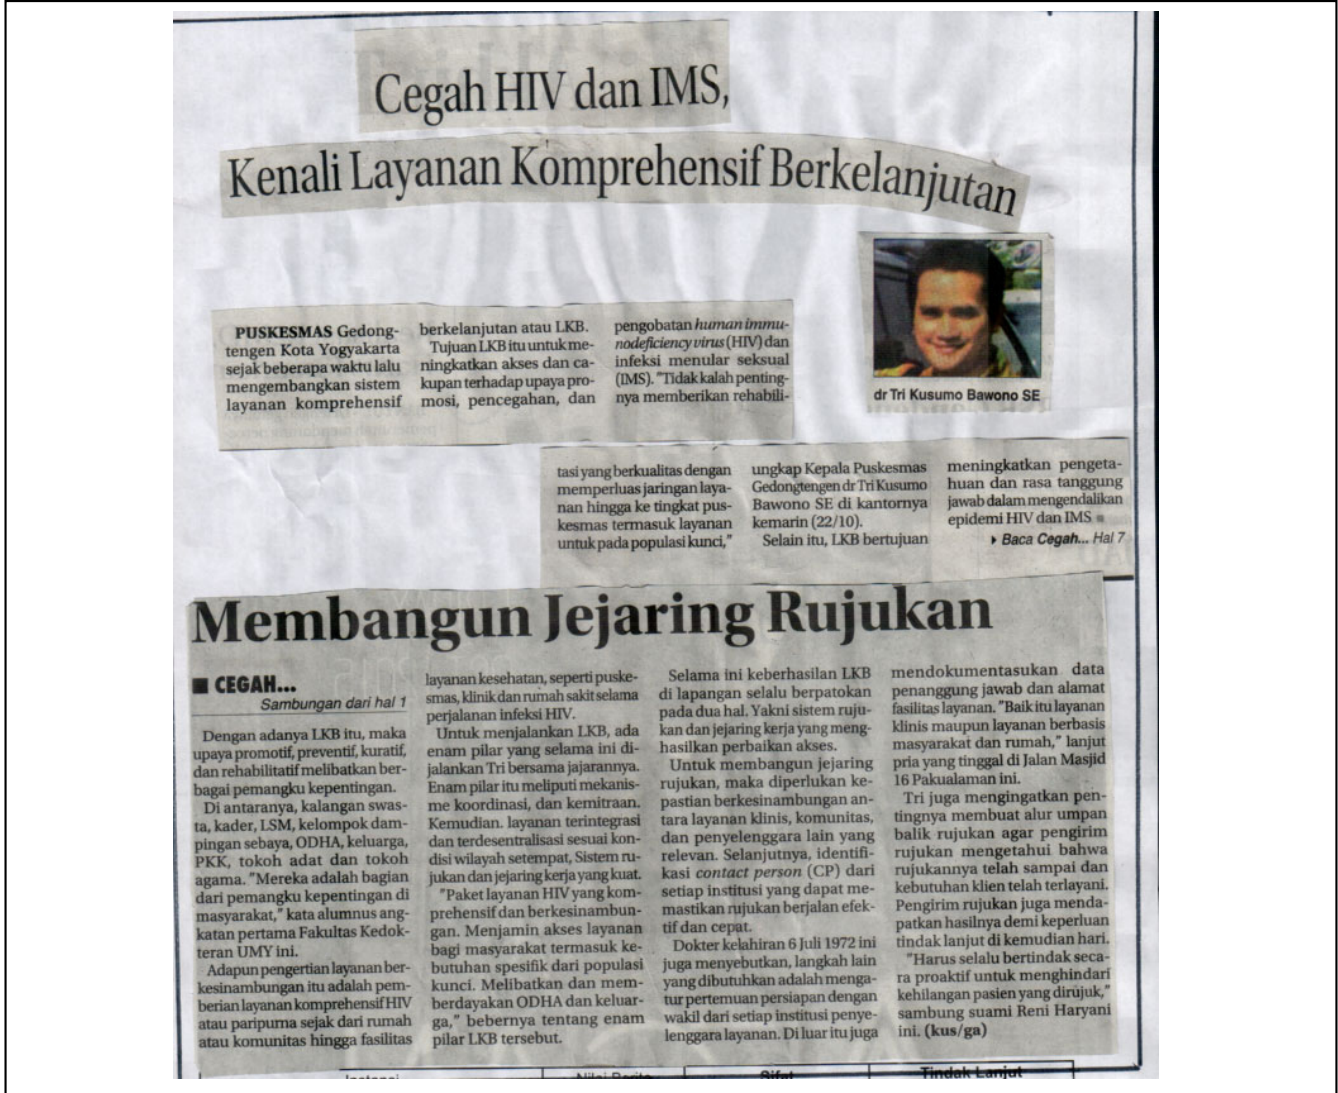 Cegah HIV dan IMS,
Kenali Layanan Komprehensif Berkelanjutan
PUSKESMAS Gedong-
tengen Kota Yogyakarta
sejak beberapa waktu lalu
mengembangkan sistem
layanan komprehensif
berkelanjutan atau LKB.
Tujuan LKB itu untuk me-
ningkatkan akses dan ca-
kupan terhadap upaya pro-
mosi, pencegahan, dan
pengobatan human immu-
nodeficiency virus (HIV) dan
infeksi menular seksual
(IMS). "Tidak kalah penting-
nya memberikan rehabili-
dr Tri Kusumo Bawono SE
tasi yang berkualitas dengan
memperluas jaringan laya-
nan hingga ke tingkat pus-
kesmas termasuk layanan
untuk pada populasi kunci,"
ungkap Kepala Puskesmas
Gedongtengen dr Tri Kusumo
Bawono SE di kantornya
kemarin (22/10).
Selain itu, LKB bertujuan
meningkatkan pengeta-
huan dan rasa tanggung
jawab dalam mengendalikan
epidemi HIV dan IMS
Baca Cegah... Hal 7
Membangun Jejaring Rujukan
CEGAH...
Sambungan dari hal 1
Dengan adanya LKB itu, maka
upaya promotif, preventif, kuratif,
dan rehabilitatif melibatkan ber-
bagai pemangku kepentingan.
Di antaranya, kalangan swas-
ta, kader, LSM, kelompok dam-
pingan sebaya, ODHA, keluarga,
PKK, tokoh adat dan tokoh
agama. "Mereka adalah bagian
dari pemangku kepentingan di
masyarakat," kata alumnus ang-
katan pertama Fakultas Kedok-
teran UMY ini.
Adapun pengertian layanan ber-
kesinambungan itu adalah pem-
berian layanan komprehensif HIV
atau paripurna sejak dari rumah
atau komunitas hingga fasilitas
layanan kesehatan, seperti puske-
smas, klinik dan rumah sakit selama
perjalanan infeksi HIV.
Untuk menjalankan LKB, ada
enam pilar yang selama ini di-
jalankan Tri bersama jajarannya.
Enam pilar itu meliputi mekanis-
me koordinasi, dan kemitraan.
Kemudian. layanan terintegrasi
dan terdesentralisasi sesuai kon-
disi wilayah setempat, Sistem ru-
jukan dan jejaring kerja yang kuat.
"Paket layanan HIV yang kom-
prehensif dan berkesinambun-
gan. Menjamin akses layanan
bagi masyarakat termasuk ke-
butuhan spesifik dari populasi
kunci. Melibatkan dan mem-
berdayakan ODHA dan keluar-
ga," bebernya tentang enam
pilar LKB tersebut.
Selama ini keberhasilan LKB
di lapangan selalu berpatokan
pada dua hal. Yakni sistem ruju-
kan dan jejaring kerja yang meng-
hasilkan perbaikan akses.
Untuk membangun jejaring
rujukan, maka diperlukan ke-
pastian berkesinambungan an-
tara layanan klinis, komunitas,
dan penyelenggara lain yang
relevan. Selanjutnya, identifi-
kasi contact person (CP) dari
setiap institusi yang dapat me-
mastikan rujukan berjalan efek-
tif dan cepat.
Dokter kelahiran 6 Juli 1972 ini
juga menyebutkan, langkah lain
yang dibutuhkan adalah menga-
tur pertemuan persiapan dengan
wakil dari setiap institusi penye-
lenggara layanan. Di luar itu juga
mendokumentasukan data
penanggung jawab dan alamat
fasilitas layanan. "Baik itu layanan
klinis maupun layanan berbasis
masyarakat dan rumah," lanjut
pria yang tinggal di Jalan Masjid
16 Pakualaman ini.
Tri juga mengingatkan pen-
tingnya membuat alur umpan
balik rujukan agar pengirim
rujukan mengetahui bahwa
rujukannya telah sampai dan
kebutuhan klien telah terlayani.
Pengirim rujukan juga menda-
patkan hasilnya demi keperluan
tindak lanjut di kemudian hari.
"Harus selalu bertindak seca-
ra proaktif untuk menghindari
kehilangan pasien yang dirujuk,"
sambung suami Reni Haryani
ini. (kus/ga)
Instansi
Nilai Berita
Sifat
Tindak Lanjut